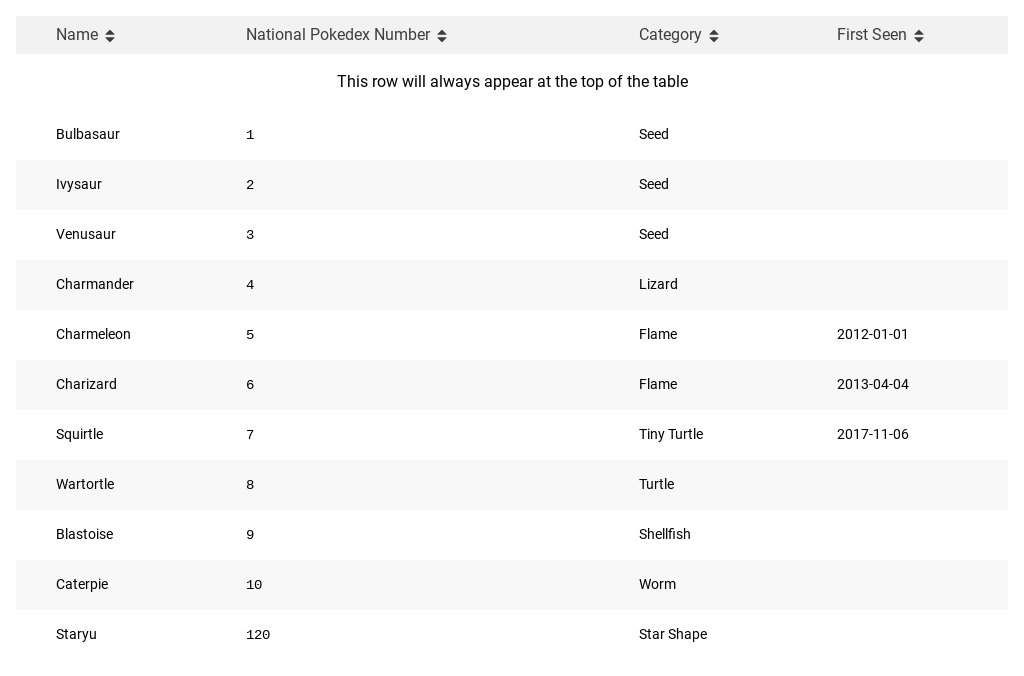 Name National Pokedex Number Category First Seen
This row will always appear at the top of the table
Bulbasaur 1 Seed
Ivysaur 2 Seed
Venusaur 3 Seed
Charmander 4 Lizard
Charmeleon 5 Flame 2012-01-01
Charizard 6 Flame 2013-04-04
Squirtle 7 Tiny Turtle 2017-11-06
Wartortle 8 Turtle
Blastoise 9 Shellfish
Caterpie 10 Worm
Staryu 120 Star Shape